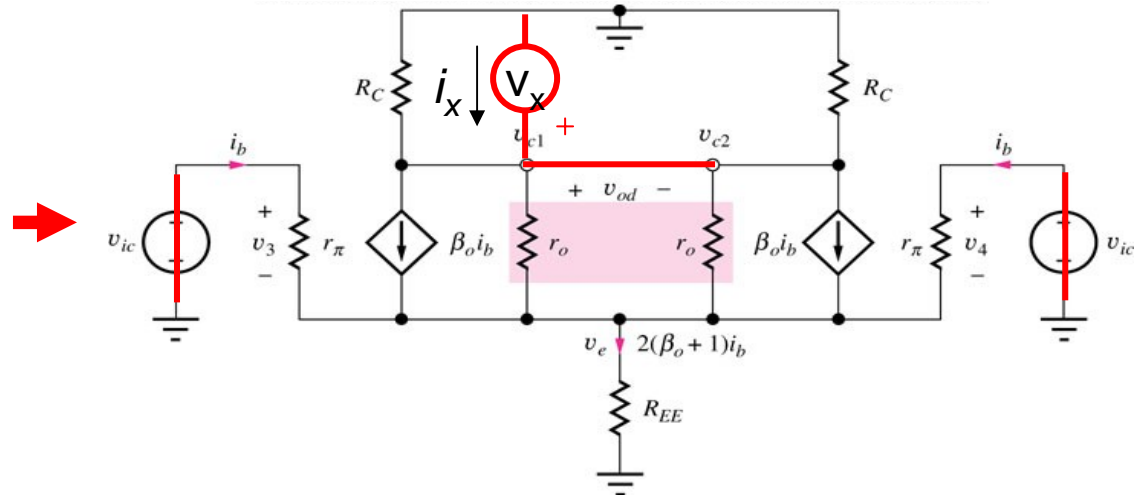 R_C
i_x
v_x
+
R_C
v_c1
v_c2
i_b
i_b
+ v_od −
v_ic
+
v_3
−
r_π
β_o i_b
r_o
r_o
β_o i_b
r_π
+
v_4
−
v_ic
v_e
2(β_o + 1)i_b
R_EE